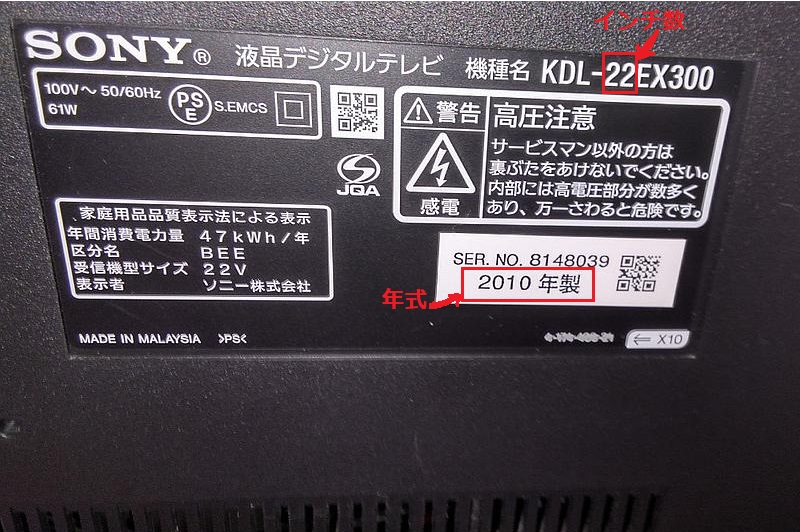 インチ数
SONY® 液晶デジタルテレビ 機種名 KDL-22EX300
100V～ 50/60Hz
61W
PSE
S.EMCS
JQA
警告
高圧注意
サービスマン以外の方は
裏ぶたをあけないでください。
内部には高電圧部分が数多く
あり、万一さわると危険です。
感電
家庭用品品質表示法による表示
年間消費電力量 47kWh/年
区分名 BEE
受信機型サイズ 22V
表示者 ソニー株式会社
SER. NO. 8148039
2010 年製
年式
MADE IN MALAYSIA >PS<
X10